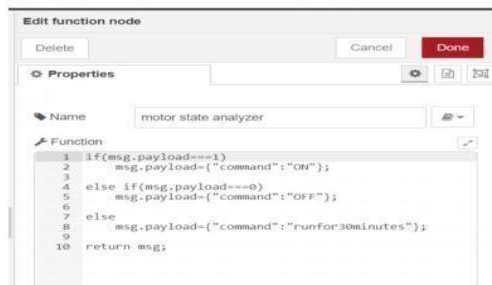 Edit function node
Delete Cancel Done
Properties
Name motor state analyzer
Function
1 if(msg.payload===1)
2 msg.payload={"command":"ON"};
3
4 else if(msg.payload===0)
5 msg.payload={"command":"OFF"};
6
7 else
8 msg.payload={"command":"runfor30minutes"};
9
10 return msg;